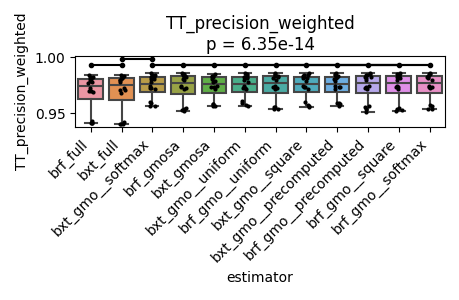 TT_precision_weighted
p = 6.35e-14
TT_precision_weighted
1.00
0.95
brf_full
bxt_full
bxt_gmo__softmax
brf_gmosa
bxt_gmosa
bxt_gmo__uniform
brf_gmo__uniform
bxt_gmo__square
bxt_gmo__precomputed
brf_gmo__precomputed
brf_gmo__square
brf_gmo__softmax
estimator